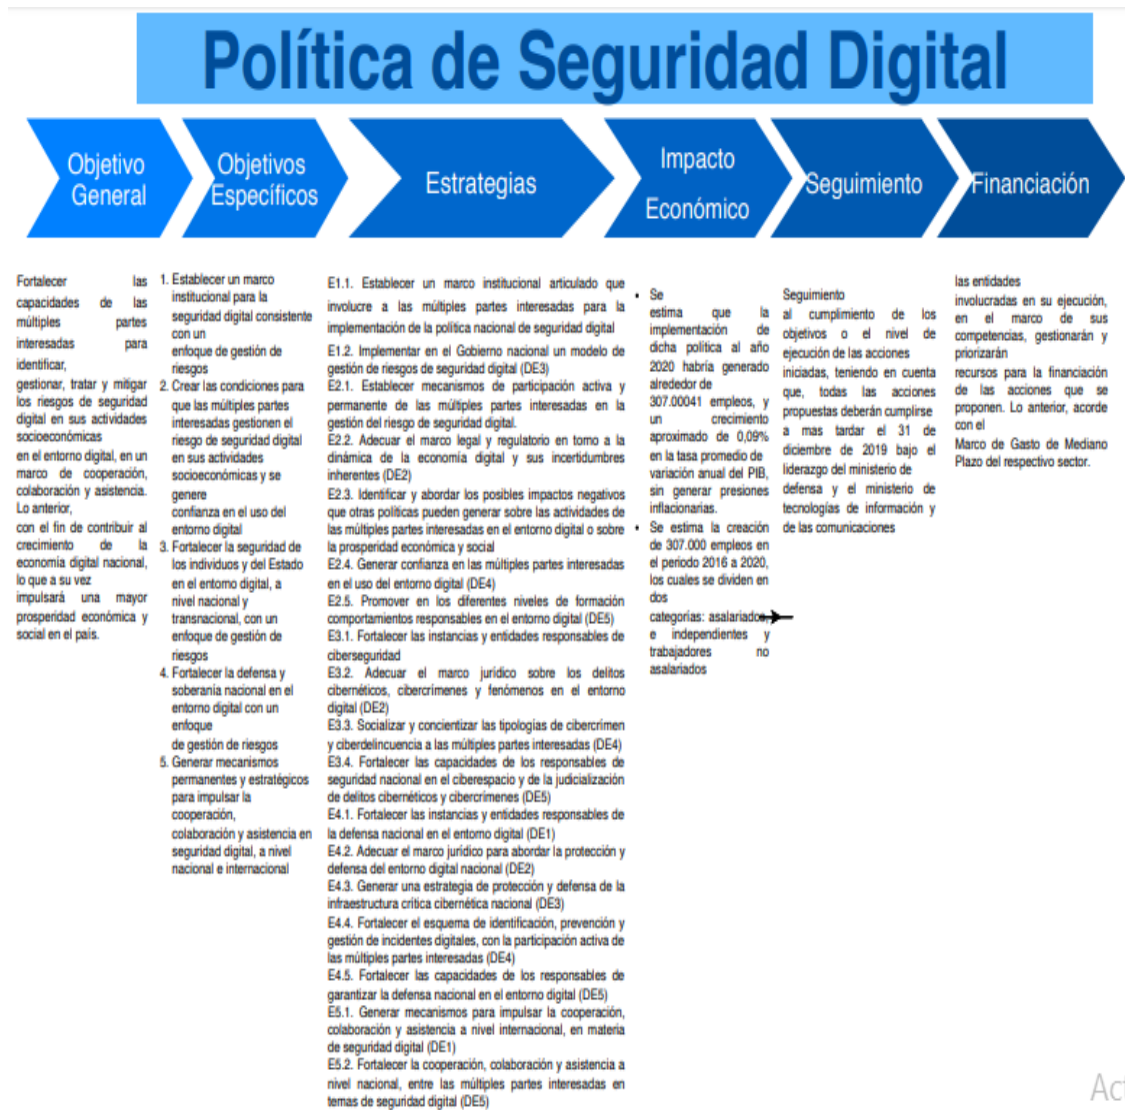 Política de Seguridad Digital
Objetivo
General
Objetivos
Específicos
Estrategias
Impacto
Económico
Seguimiento
Financiación
Fortalecer las
capacidades de las
múltiples partes
interesadas para
identificar,
gestionar, tratar y mitigar
los riesgos de seguridad
digital en sus actividades
socioeconómicas
en el entorno digital, en un
marco de cooperación,
colaboración y asistencia.
Lo anterior,
con el fin de contribuir al
crecimiento de la
economía digital nacional,
lo que a su vez
impulsará una mayor
prosperidad económica y
social en el país.
1. Establecer un marco
institucional para la
seguridad digital consistente
con un
enfoque de gestión de
riesgos
2. Crear las condiciones para
que las múltiples partes
interesadas gestionen el
riesgo de seguridad digital
en sus actividades
socioeconómicas y se
genere
confianza en el uso del
entorno digital
3. Fortalecer la seguridad de
los individuos y del Estado
en el entorno digital, a
nivel nacional y
transnacional, con un
enfoque de gestión de
riesgos
4. Fortalecer la defensa y
soberanía nacional en el
entorno digital con un
enfoque
de gestión de riesgos
5. Generar mecanismos
permanentes y estratégicos
para impulsar la
cooperación,
colaboración y asistencia en
seguridad digital, a nivel
nacional e internacional
E1.1. Establecer un marco institucional articulado que
involucre a las múltiples partes interesadas para la
implementación de la política nacional de seguridad digital
E1.2. Implementar en el Gobierno nacional un modelo de
gestión de riesgos de seguridad digital (DE3)
E2.1. Establecer mecanismos de participación activa y
permanente de las múltiples partes interesadas en la
gestión del riesgo de seguridad digital.
E2.2. Adecuar el marco legal y regulatorio en torno a la
dinámica de la economía digital y sus incertidumbres
inherentes (DE2)
E2.3. Identificar y abordar los posibles impactos negativos
que otras políticas pueden generar sobre las actividades de
las múltiples partes interesadas en el entorno digital o sobre
la prosperidad económica y social
E2.4. Generar confianza en las múltiples partes interesadas
en el uso del entorno digital (DE4)
E2.5. Promover en los diferentes niveles de formación
comportamientos responsables en el entorno digital (DE5)
E3.1. Fortalecer las instancias y entidades responsables de
ciberseguridad
E3.2. Adecuar el marco jurídico sobre los delitos
cibernéticos, cibercrímenes y fenómenos en el entorno
digital (DE2)
E3.3. Socializar y concientizar las tipologías de cibercrimen
y ciberdelincuencia a las múltiples partes interesadas (DE4)
E3.4. Fortalecer las capacidades de los responsables de
seguridad nacional en el ciberespacio y de la judicialización
de delitos cibernéticos y cibercrímenes (DE5)
E4.1. Fortalecer las instancias y entidades responsables de
la defensa nacional en el entorno digital (DE1)
E4.2. Adecuar el marco jurídico para abordar la protección y
defensa del entorno digital nacional (DE2)
E4.3. Generar una estrategia de protección y defensa de la
infraestructura crítica cibernética nacional (DE3)
E4.4. Fortalecer el esquema de identificación, prevención y
gestión de incidentes digitales, con la participación activa de
las múltiples partes interesadas (DE4)
E4.5. Fortalecer las capacidades de los responsables de
garantizar la defensa nacional en el entorno digital (DE5)
E5.1. Generar mecanismos para impulsar la cooperación,
colaboración y asistencia a nivel internacional, en materia
de seguridad digital (DE1)
E5.2. Fortalecer la cooperación, colaboración y asistencia a
nivel nacional, entre las múltiples partes interesadas en
temas de seguridad digital (DE5)
• Se
estima que la
implementación de
dicha política al año
2020 habría generado
alrededor de
307.00041 empleos, y
un crecimiento
aproximado de 0,09%
en la tasa promedio de
variación anual del PIB,
sin generar presiones
inflacionarias.
• Se estima la creación
de 307.000 empleos en
el periodo 2016 a 2020,
los cuales se dividen en
dos
categorías: asalariados,
e independientes y
trabajadores no
asalariados
Seguimiento
al cumplimiento de los
objetivos o el nivel de
ejecución de las acciones
iniciadas, teniendo en cuenta
que, todas las acciones
propuestas deberán cumplirse
a mas tardar el 31 de
diciembre de 2019 bajo el
liderazgo del ministerio de
defensa y el ministerio de
tecnologías de información y
de las comunicaciones
las entidades
involucradas en su ejecución,
en el marco de sus
competencias, gestionarán y
priorizarán
recursos para la financiación
de las acciones que se
proponen. Lo anterior, acorde
con el
Marco de Gasto de Mediano
Plazo del respectivo sector.
Act